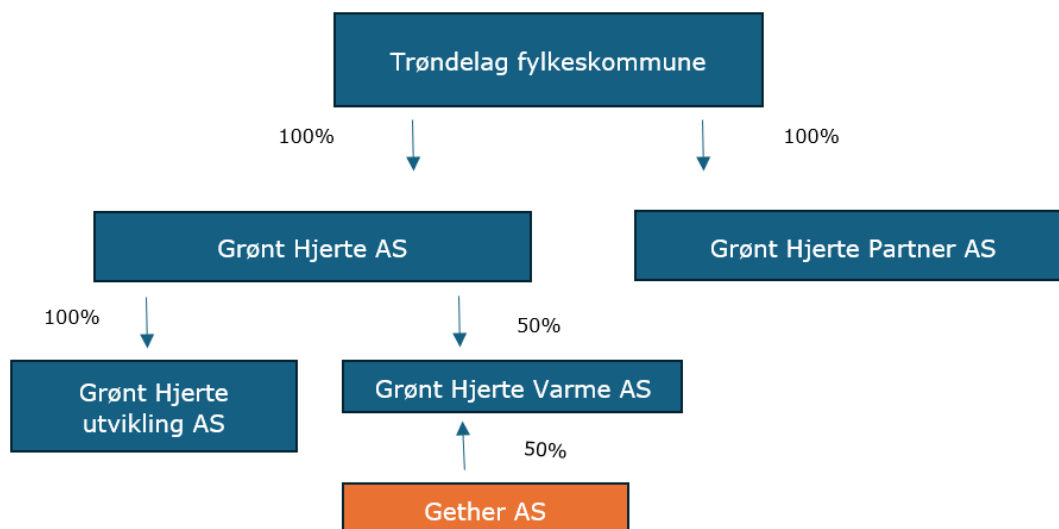 Trøndelag fylkeskommune
100%
100%
Grønt Hjerte AS
Grønt Hjerte Partner AS
100%
50%
Grønt Hjerte
utvikling AS
Grønt Hjerte Varme AS
50%
Gether AS